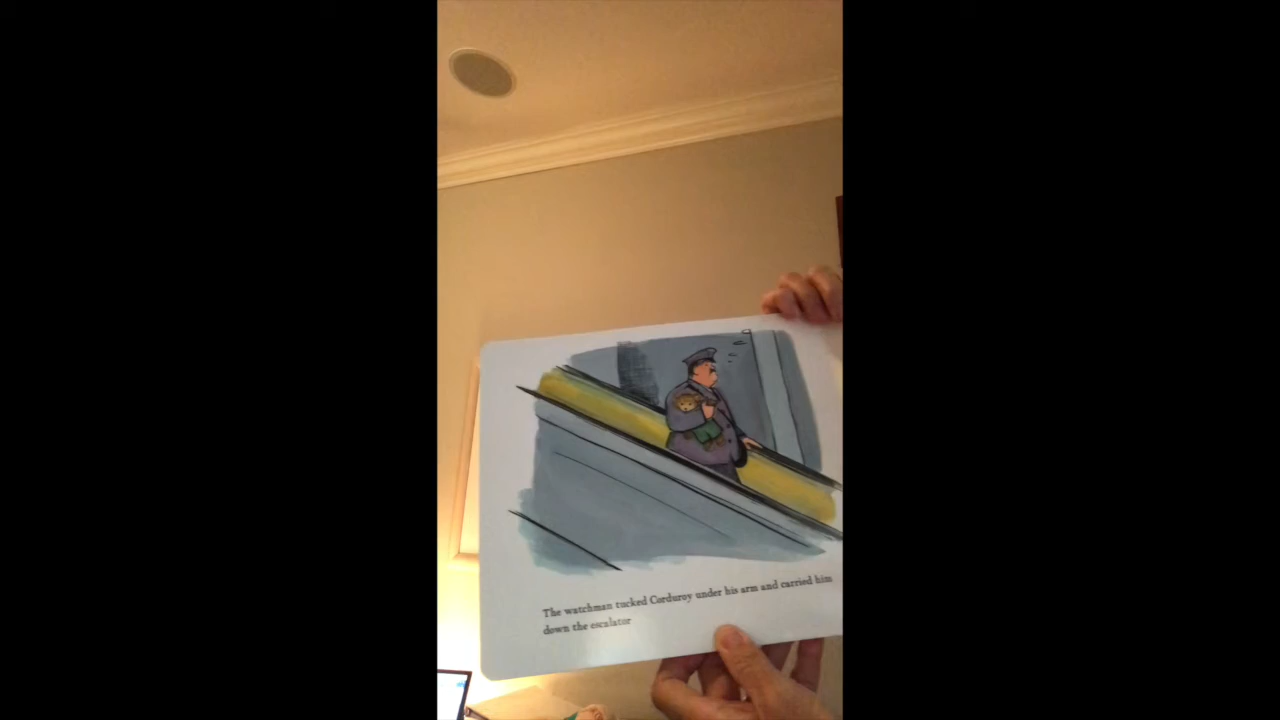 The watchman tucked Corduroy under his arm and carried him
down the escalator